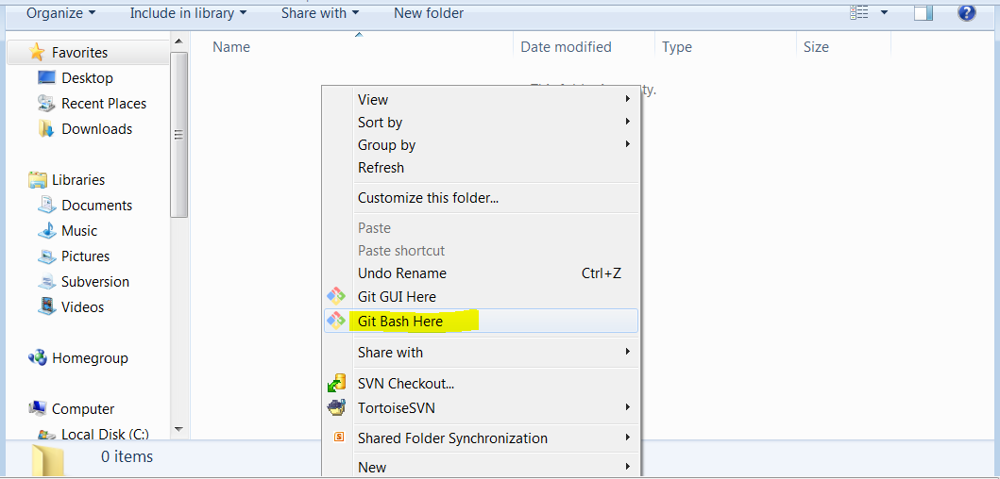 Organize Include in library Share with New folder
Name Date modified Type Size
ty.
Favorites
Desktop
Recent Places
Downloads
Libraries
Documents
Music
Pictures
Subversion
Videos
Homegroup
Computer
Local Disk (C:)
View
Sort by
Group by
Refresh
Customize this folder...
Paste
Paste shortcut
Undo Rename Ctrl+Z
Git GUI Here
Git Bash Here
Share with
SVN Checkout...
TortoiseSVN
Shared Folder Synchronization
New
0 items